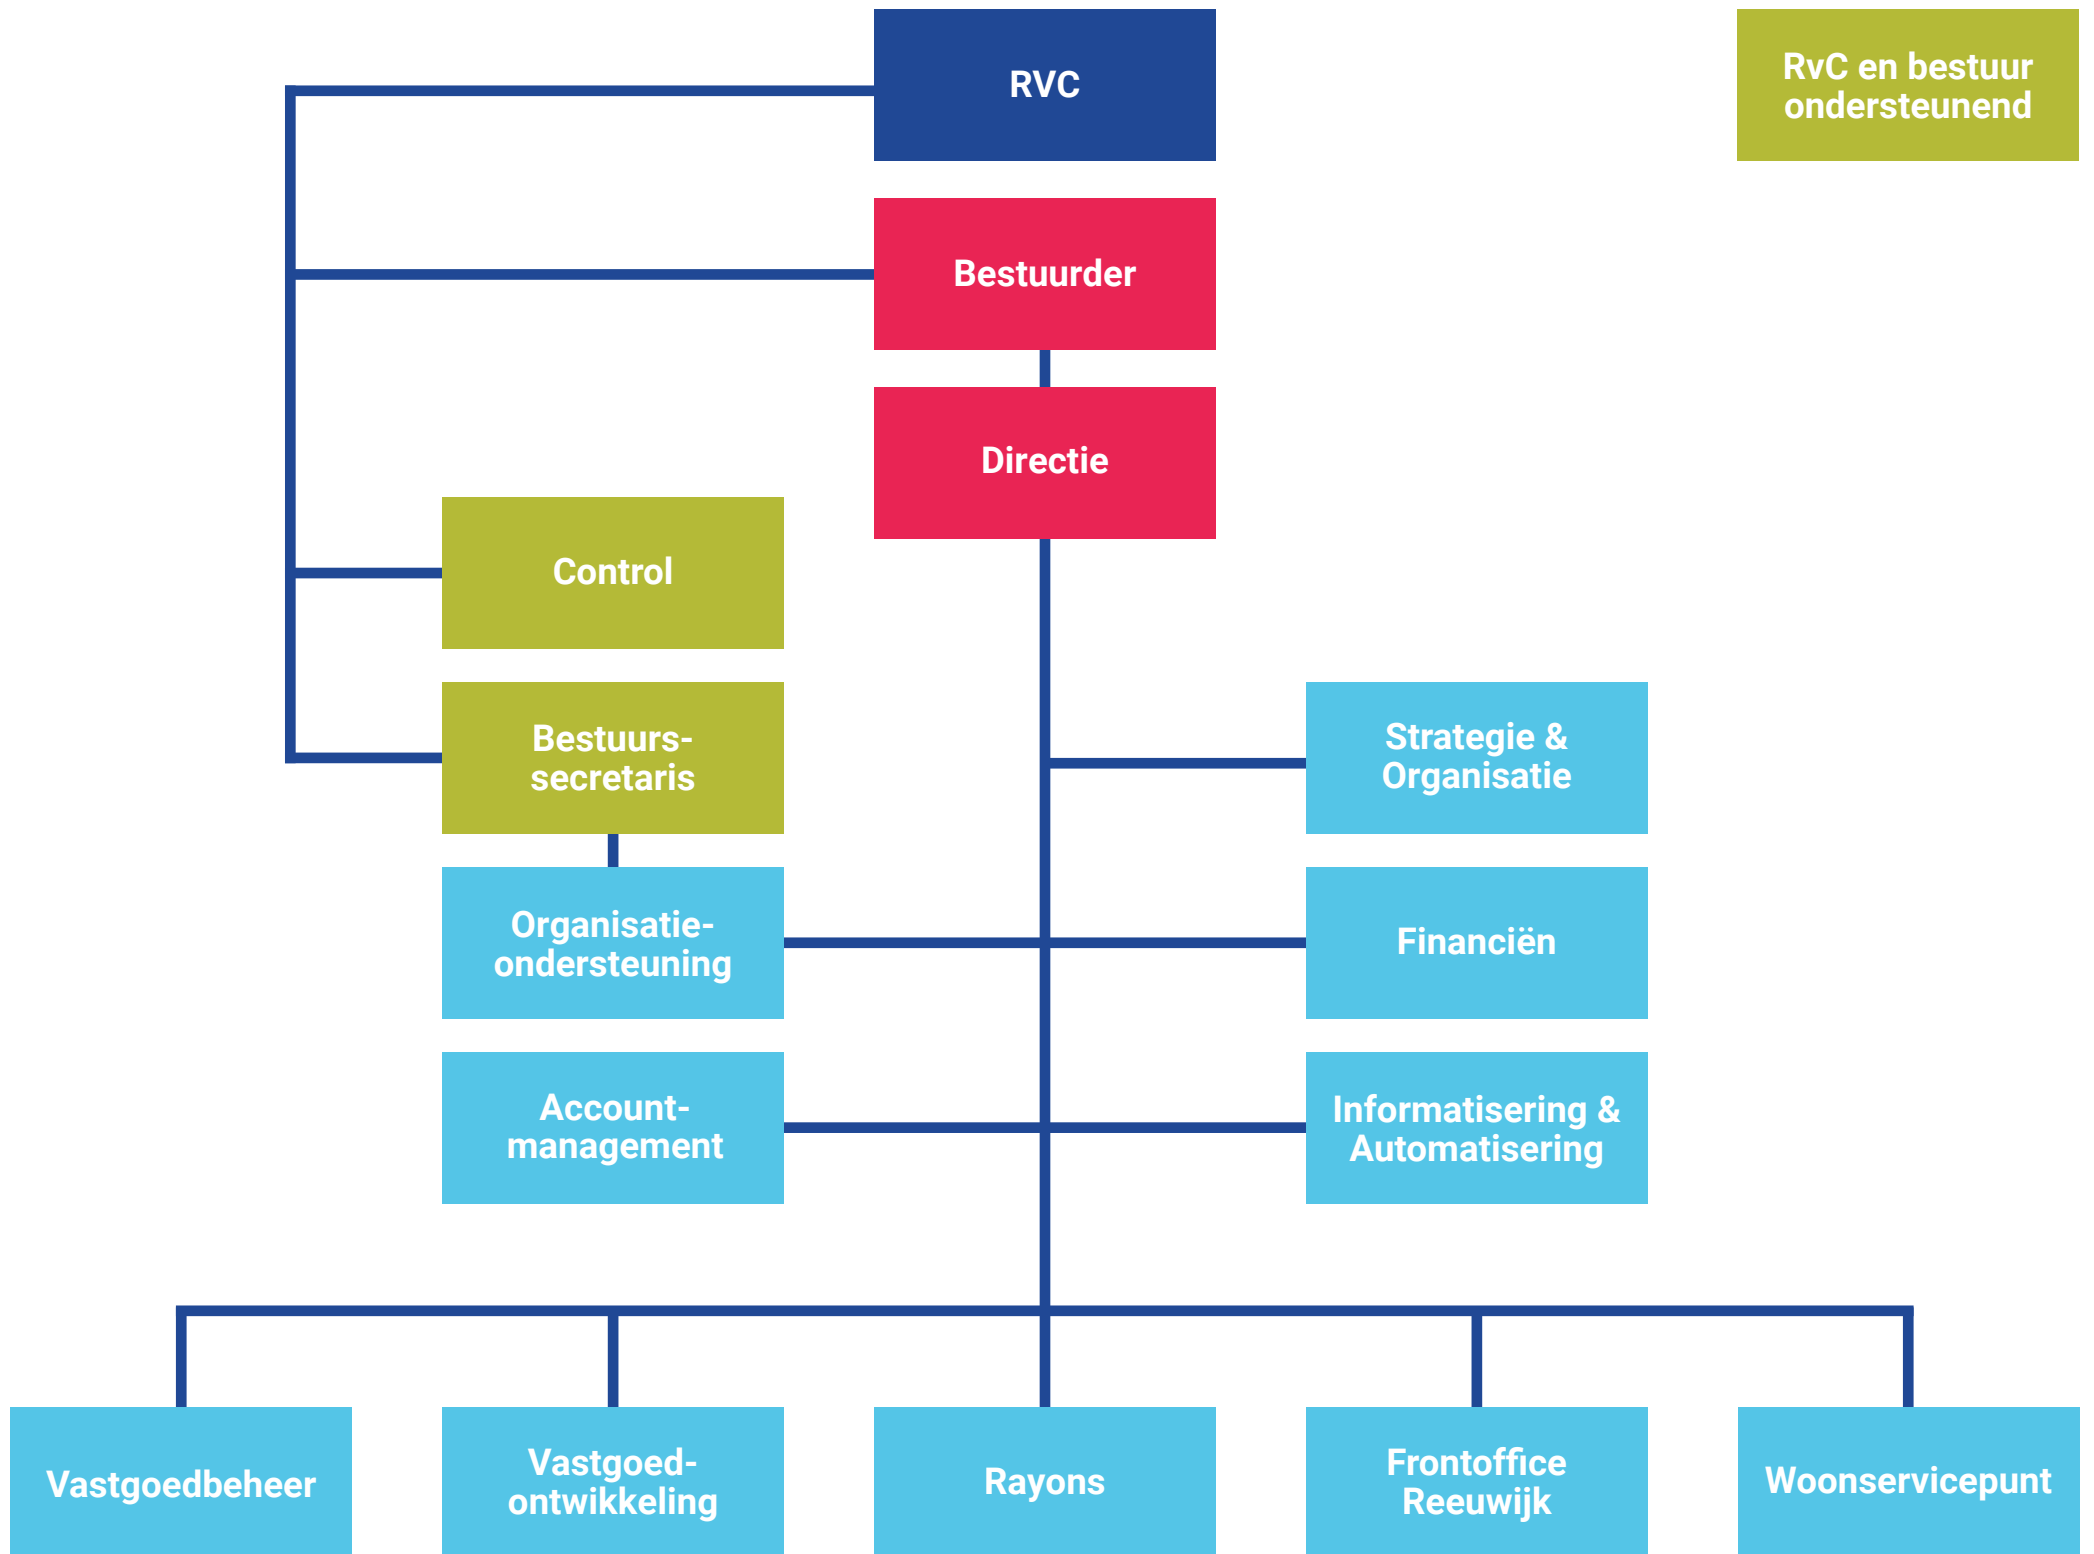 RVC
RvC en bestuur
ondersteunend
Bestuurder
Directie
Control
Bestuurs-
secretaris
Strategie &
Organisatie
Organisatie-
ondersteuning
Financiën
Account-
management
Informatisering &
Automatisering
Vastgoedbeheer
Vastgoed-
ontwikkeling
Rayons
Frontoffice
Reeuwijk
Woonservicepunt